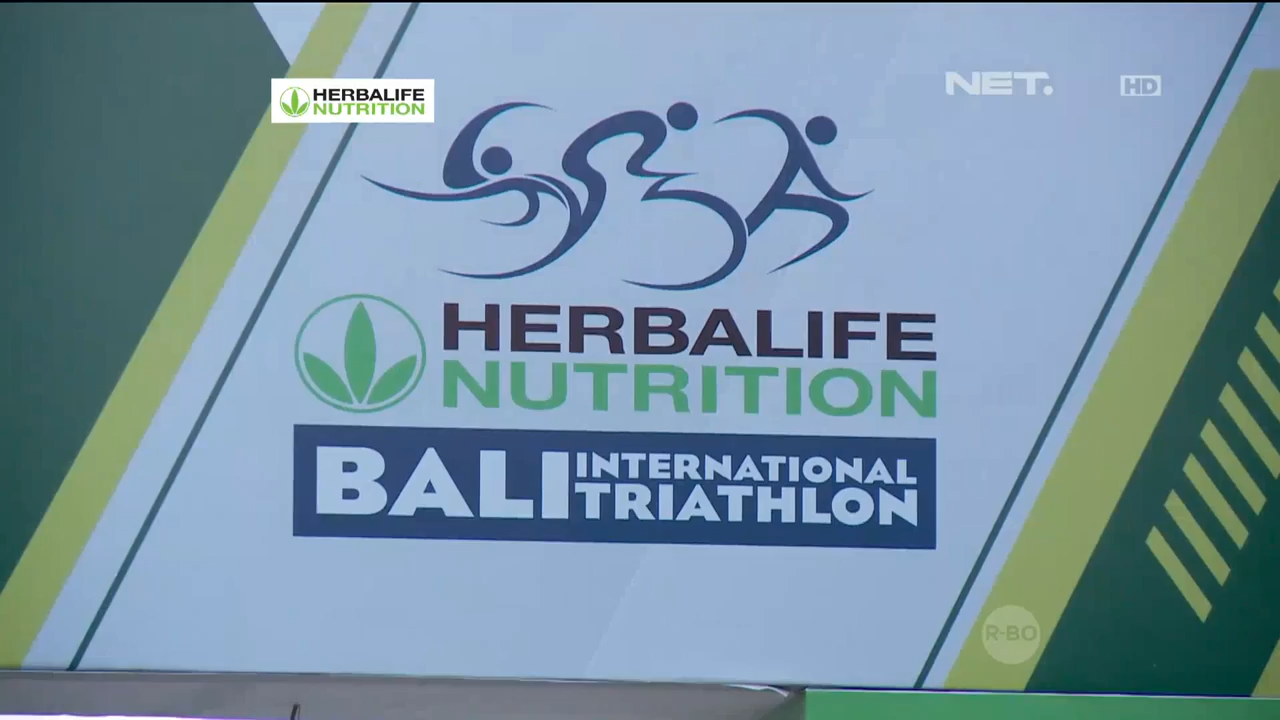 HERBALIFE
NUTRITION
NET.
HD
HERBALIFE
NUTRITION
BALI INTERNATIONAL
TRIATHLON
R-BO